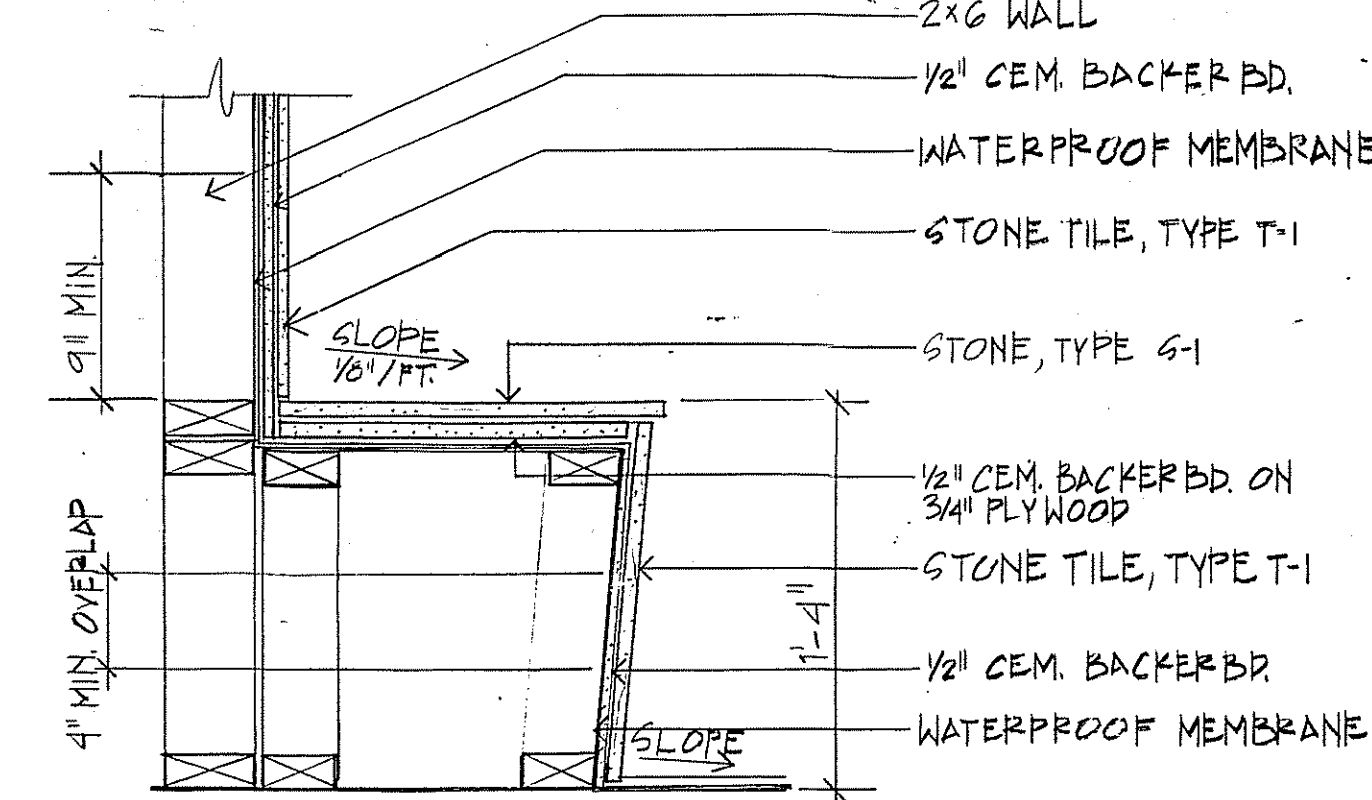 2x6 WALL
1/2" CEM. BACKER BD.
WATERPROOF MEMBRANE
STONE TILE, TYPE T-1
9" MIN.
SLOPE
1/8" / FT.
STONE, TYPE S-1
1/2" CEM. BACKER BD. ON
3/4" PLYWOOD
4" MIN. OVERLAP
STONE TILE, TYPE T-1
1'-4"
1/2" CEM. BACKER BD.
WATERPROOF MEMBRANE
SLOPE